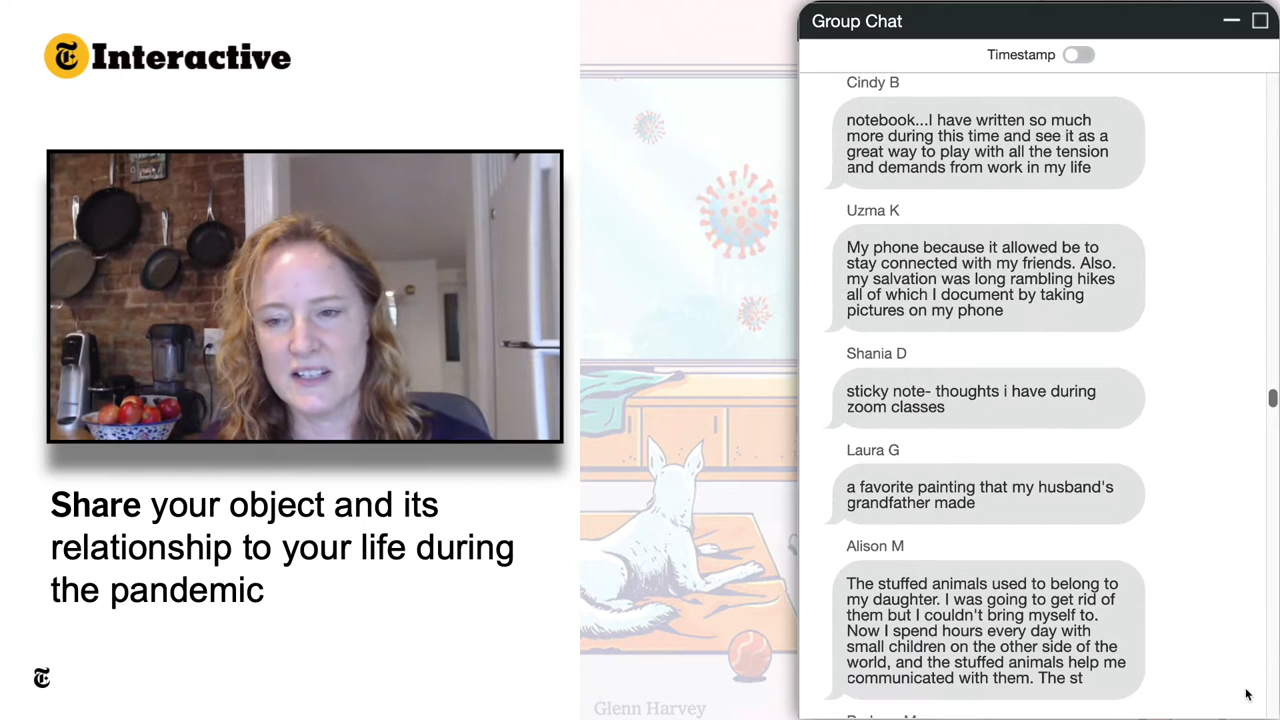 Interactive
Share your object and its
relationship to your life during
the pandemic
Glenn Harvey
Group Chat
Timestamp
Cindy B
notebook...I have written so much
more during this time and see it as a
great way to play with all the tension
and demands from work in my life
Uzma K
My phone because it allowed be to
stay connected with my friends. Also.
my salvation was long rambling hikes
all of which I document by taking
pictures on my phone
Shania D
sticky note- thoughts i have during
zoom classes
Laura G
a favorite painting that my husband's
grandfather made
Alison M
The stuffed animals used to belong to
my daughter. I was going to get rid of
them but I couldn't bring myself to.
Now I spend hours every day with
small children on the other side of the
world, and the stuffed animals help me
communicated with them. The st